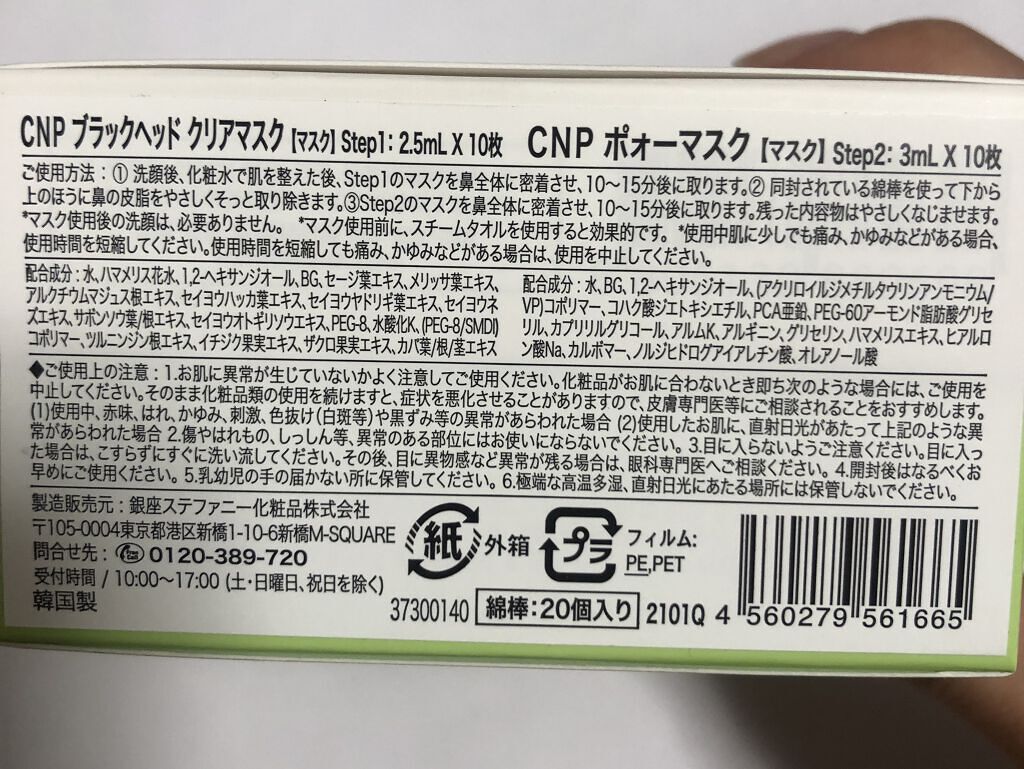 CNP ブラックヘッド クリアマスク【マスク】Step1: 2.5mL X 10枚 CNP ポォーマスク【マスク】Step2: 3mL X 10枚
ご使用方法:① 洗顔後、化粧水で肌を整えた後、Step1のマスクを鼻全体に密着させ、10〜15分後に取ります。② 同封されている綿棒を使って下から
上のほうに鼻の皮脂をやさしくそっと取り除きます。③Step2のマスクを鼻全体に密着させ、10〜15分後に取ります。残った内容物はやさしくなじませます。
*マスク使用後の洗顔は、必要ありません。 *マスク使用前に、スチームタオルを使用すると効果的です。 *使用中肌に少しでも痛み、かゆみなどがある場合、
使用時間を短縮してください。使用時間を短縮しても痛み、かゆみなどがある場合は、使用を中止してください。
配合成分:水、ハマメリス花水、1,2-ヘキサンジオール、BG、セージ葉エキス、メリッサ葉エキス、
アルクチウムマジュス根エキス、セイヨウハッカ葉エキス、セイヨウヤドリギ葉エキス、セイヨウネ
ズエキス、サボンソウ葉/根エキス、セイヨウオトギリソウエキス、PEG-8、水酸化K、(PEG-8/SMDI)
コポリマー、ツルニンジン根エキス、イチジク果実エキス、ザクロ果実エキス、カバ葉/根/茎エキス
配合成分:水、BG、1,2-ヘキサンジオール、(アクリロイルジメチルタウリンアンモニウム/
VP)コポリマー、コハク酸ジエトキシエチル、PCA亜鉛、PEG-60アーモンド脂肪酸グリセ
リル、カプリリルグリコール、アルムK、アルギニン、グリセリン、ハマメリスエキス、ヒアルロ
ン酸Na、カルボマー、ノルジヒドログアイアレチン酸、オレアノール酸
◆ご使用上の注意:1.お肌に異常が生じていないかよく注意してご使用ください。化粧品がお肌に合わないとき即ち次のような場合には、ご使用を
中止してください。そのまま化粧品類の使用を続けますと、症状を悪化させることがありますので、皮膚専門医等にご相談されることをおすすめします。
(1)使用中、赤味、はれ、かゆみ、刺激、色抜け(白斑等)や黒ずみ等の異常があらわれた場合 (2)使用したお肌に、直射日光があたって上記のような異
常があらわれた場合 2.傷やはれもの、しっしん等、異常のある部位にはお使いにならないでください。 3.目に入らないようご注意ください。目に入っ
た場合は、こすらずにすぐに洗い流してください。その後、目に異物感など異常が残る場合は、眼科専門医へご相談ください。 4.開封後はなるべくお
早めにご使用ください。 5.乳幼児の手の届かない所に保管してください。 6.極端な高温多湿、直射日光にあたる場所には保管しないでください。
製造販売元:銀座ステファニー化粧品株式会社
〒105-0004東京都港区新橋1-10-6新橋M-SQUARE
問合せ先: 0120-389-720
受付時間 / 10:00〜17:00 (土・日曜日、祝日を除く)
韓国製
紙 外箱
プラ フィルム:
PE,PET
37300140 綿棒:20個入り 2101Q 4 560279 561665